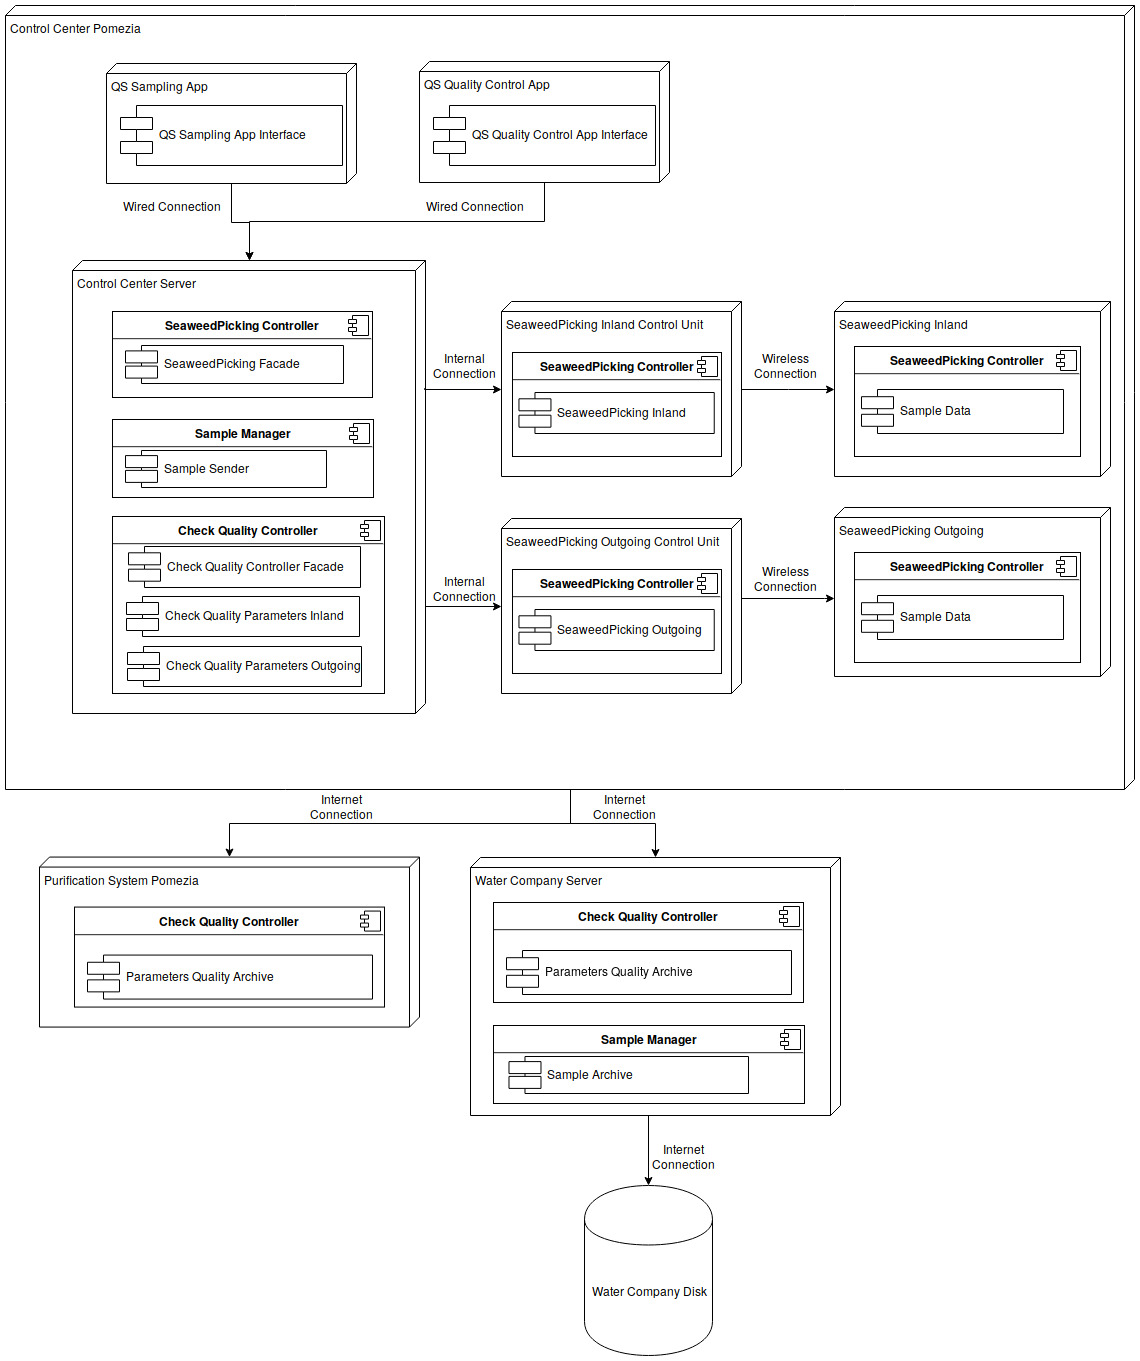 Control Center Pomezia
QS Sampling App
QS Sampling App Interface
QS Quality Control App
QS Quality Control App Interface
Wired Connection
Wired Connection
Control Center Server
SeaweedPicking Controller
SeaweedPicking Facade
Sample Manager
Sample Sender
Check Quality Controller
Check Quality Controller Facade
Check Quality Parameters Inland
Check Quality Parameters Outgoing
Internal
Connection
SeaweedPicking Inland Control Unit
SeaweedPicking Controller
SeaweedPicking Inland
Wireless
Connection
SeaweedPicking Inland
SeaweedPicking Controller
Sample Data
Internal
Connection
SeaweedPicking Outgoing Control Unit
SeaweedPicking Controller
SeaweedPicking Outgoing
Wireless
Connection
SeaweedPicking Outgoing
SeaweedPicking Controller
Sample Data
Internet
Connection
Internet
Connection
Purification System Pomezia
Check Quality Controller
Parameters Quality Archive
Water Company Server
Check Quality Controller
Parameters Quality Archive
Sample Manager
Sample Archive
Internet
Connection
Water Company Disk